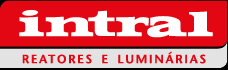 intral
REATORES E LUMINÁRIAS